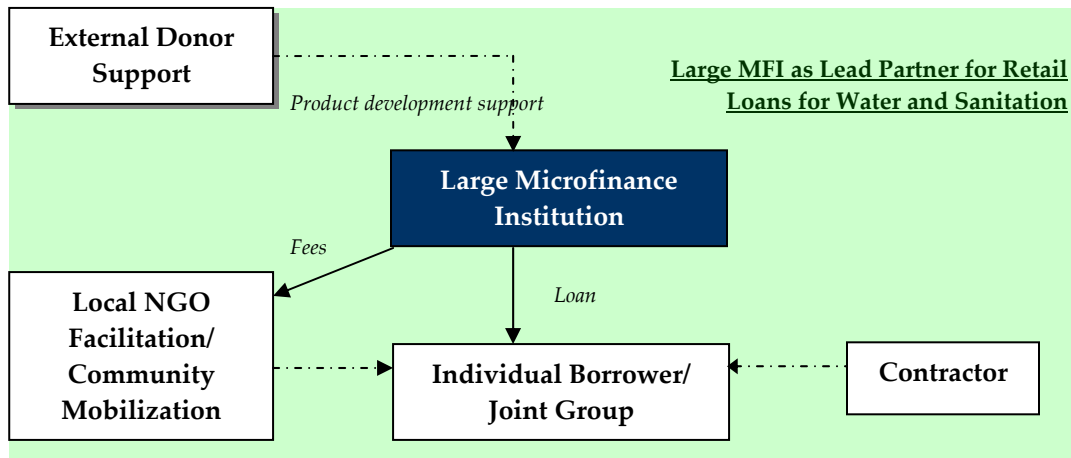 External Donor
Support
Large MFI as Lead Partner for Retail
Loans for Water and Sanitation
Product development support
Large Microfinance
Institution
Fees
Loan
Local NGO
Facilitation/
Community
Mobilization
Individual Borrower/
Joint Group
Contractor